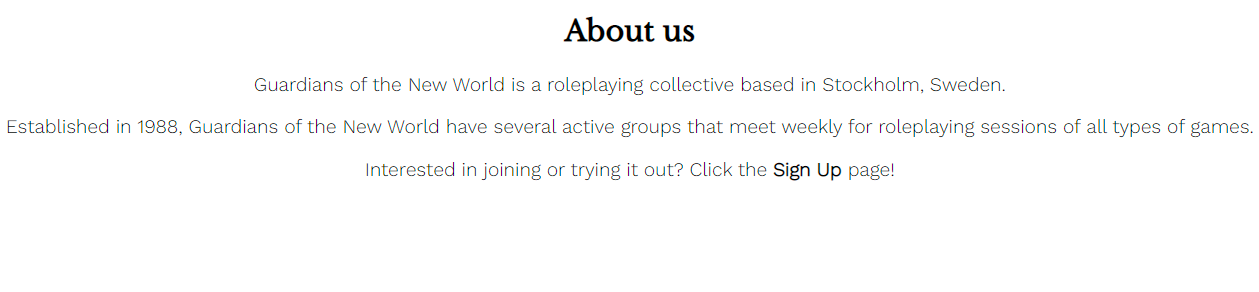 About us
Guardians of the New World is a roleplaying collective based in Stockholm, Sweden.
Established in 1988, Guardians of the New World have several active groups that meet weekly for roleplaying sessions of all types of games.
Interested in joining or trying it out? Click the Sign Up page!